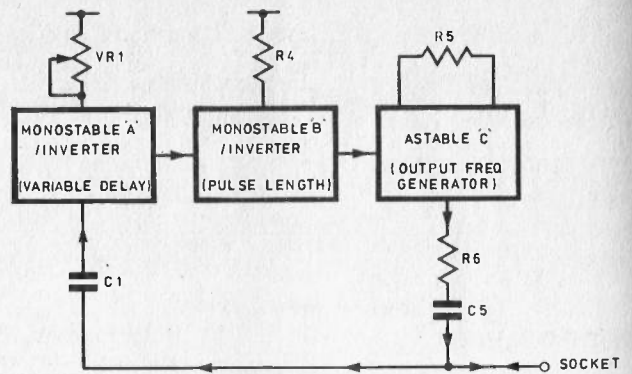 VR1
R4
R5
MONOSTABLE 'A'
/INVERTER
(VARIABLE DELAY)
MONOSTABLE 'B'
/INVERTER
(PULSE LENGTH)
ASTABLE 'C'
(OUTPUT FREQ
GENERATOR)
C1
R6
C5
SOCKET